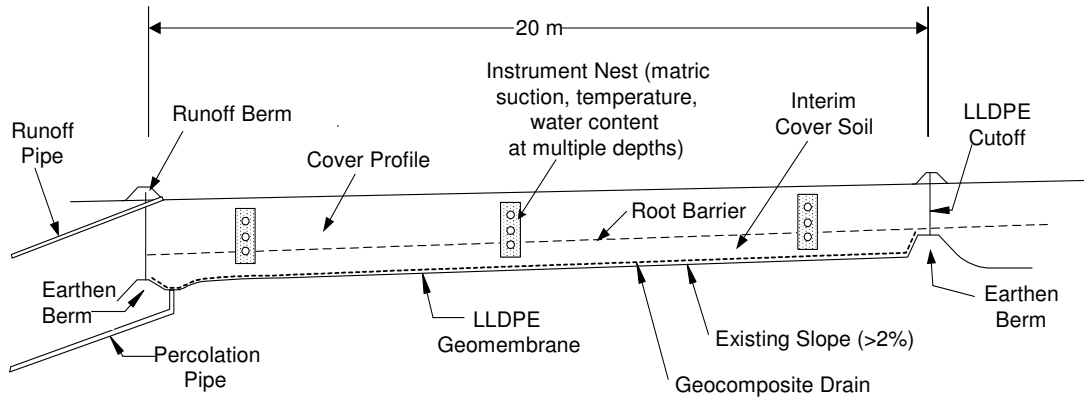 20 m
Instrument Nest (matric
suction, temperature,
water content
at multiple depths)
Runoff Berm
Runoff
Pipe
Cover Profile
Interim
Cover Soil
LLDPE
Cutoff
Root Barrier
Earthen
Berm
LLDPE
Geomembrane
Existing Slope (>2%)
Earthen
Berm
Percolation
Pipe
Geocomposite Drain